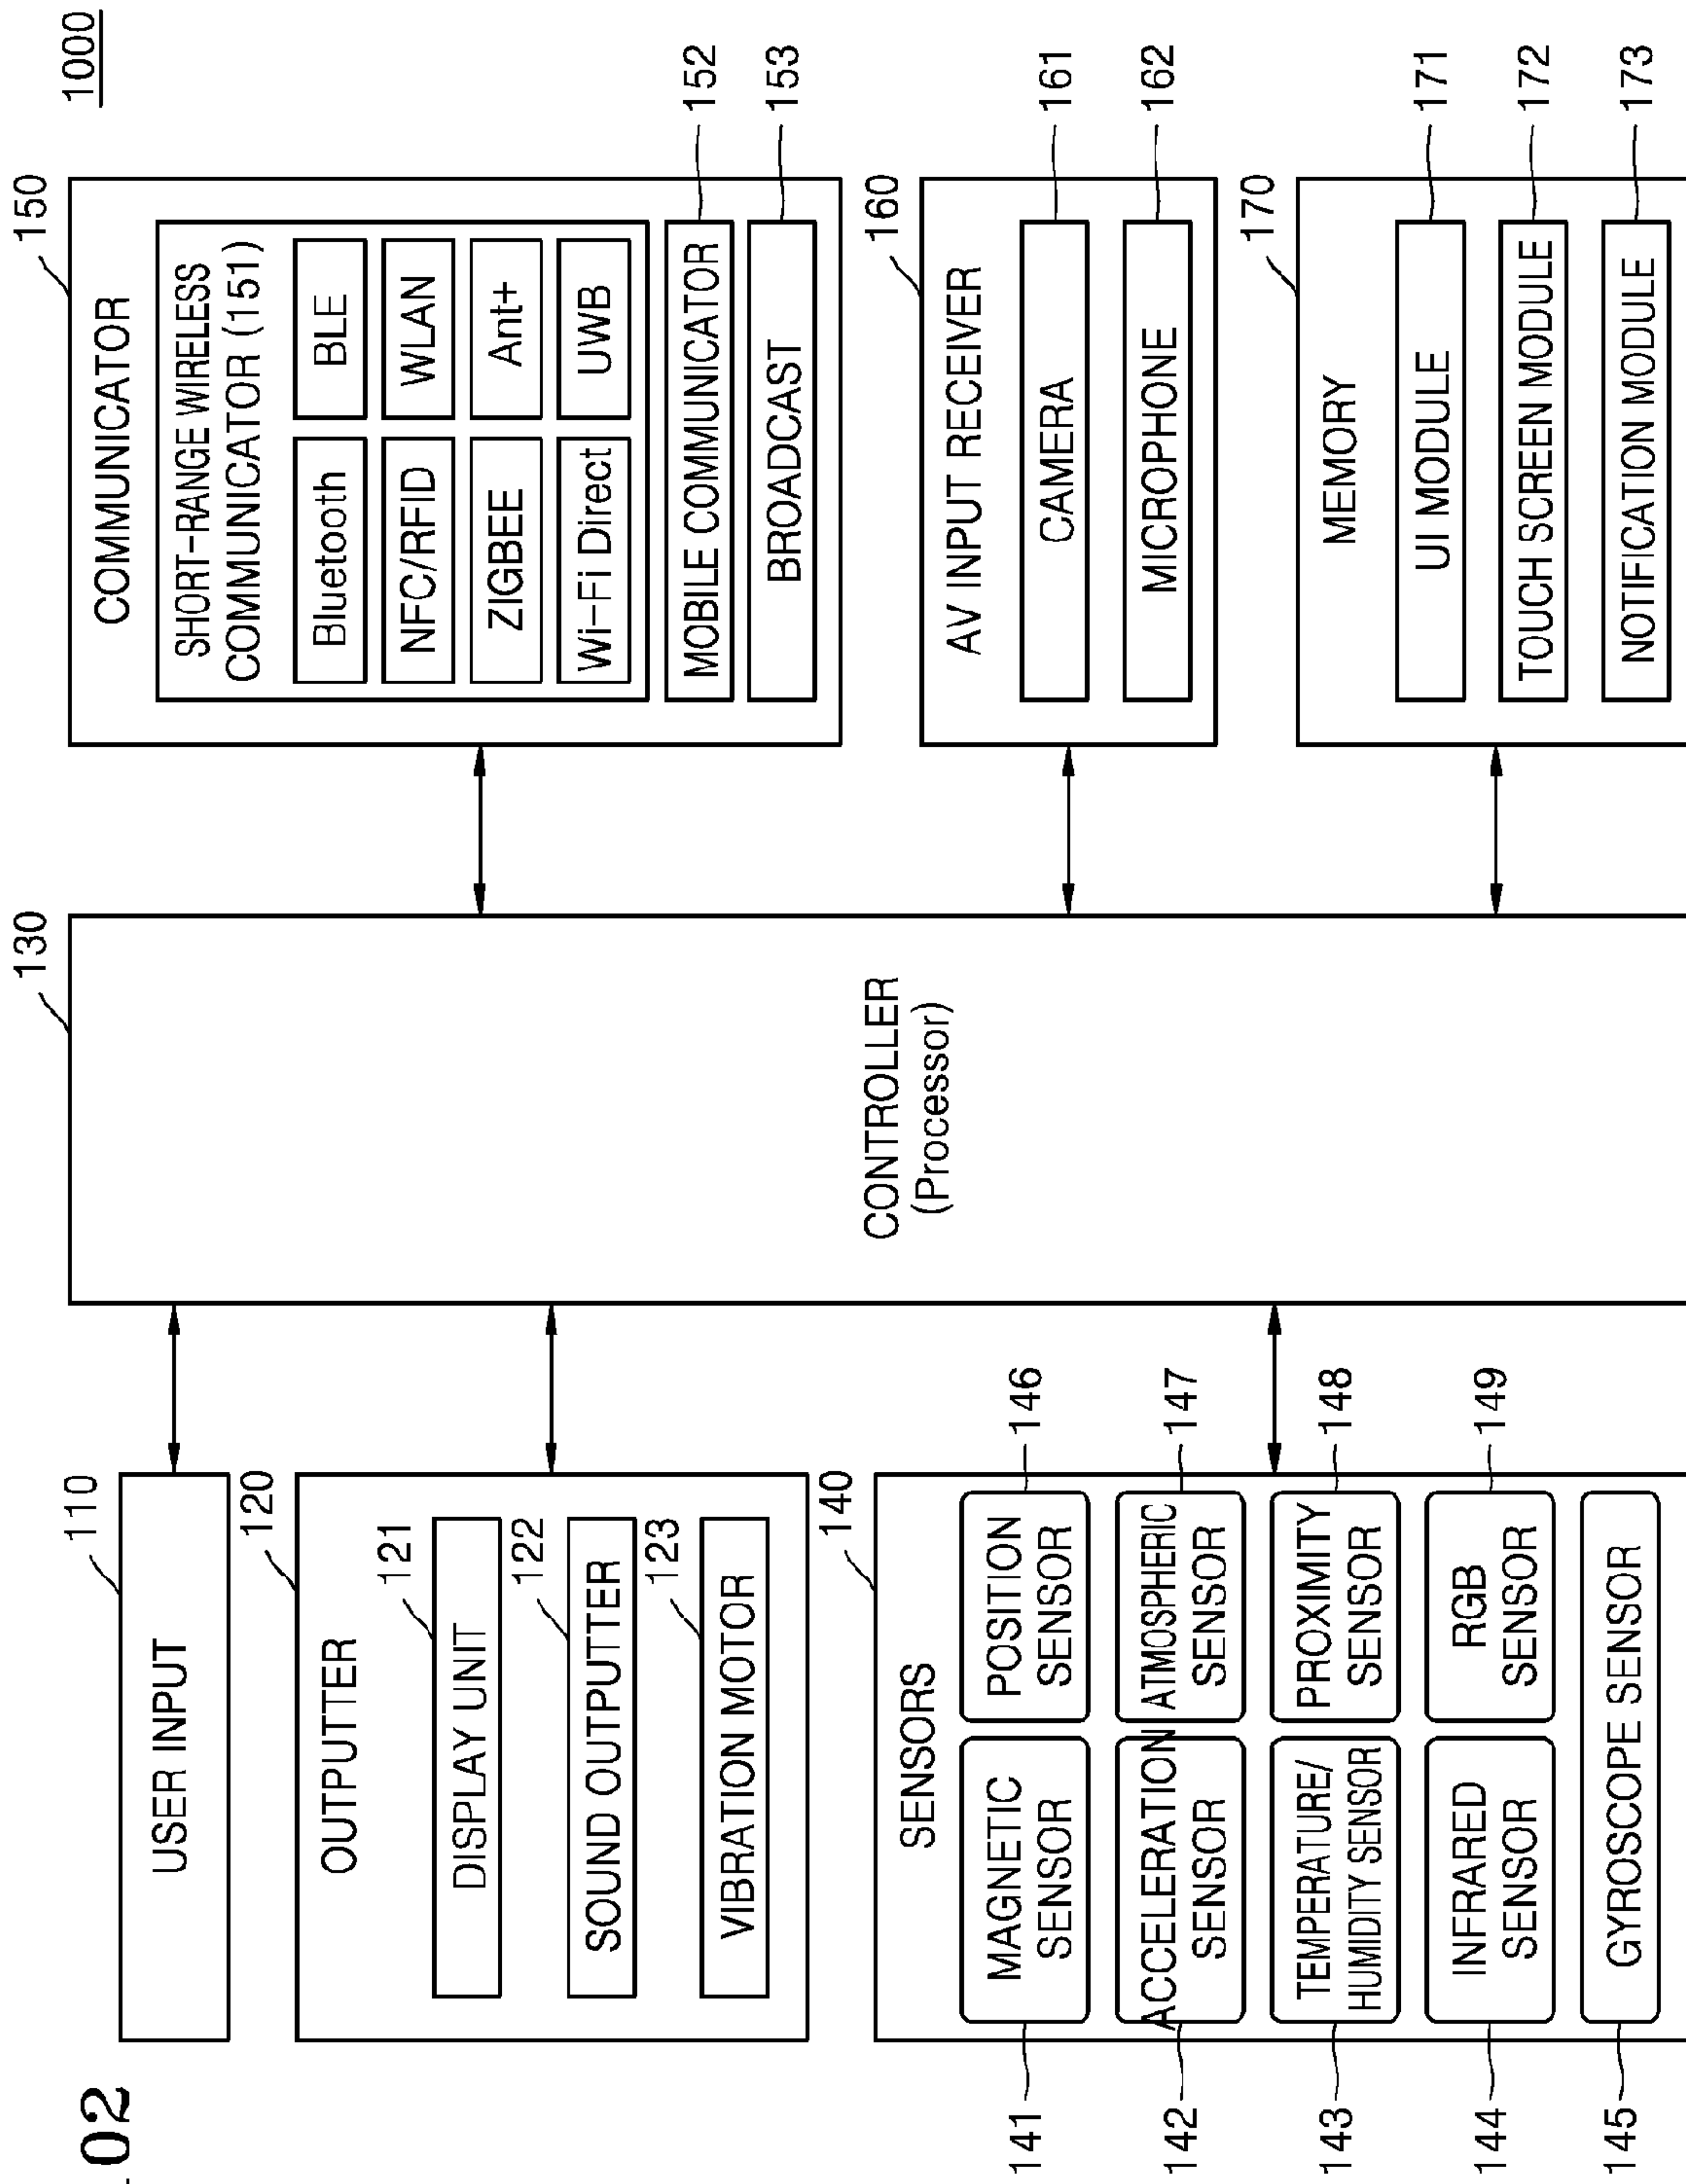 102
1000
110
USER INPUT
120
OUTPUTTER
121
DISPLAY UNIT
122
SOUND OUTPUTTER
123
VIBRATION MOTOR
140
SENSORS
141
MAGNETIC
SENSOR
POSITION
SENSOR
146
142
ACCELERATION
SENSOR
ATMOSPHERIC
SENSOR
147
143
TEMPERATURE/
HUMIDITY SENSOR
PROXIMITY
SENSOR
148
144
INFRARED
SENSOR
RGB
SENSOR
149
145
GYROSCOPE SENSOR
130
CONTROLLER
(Processor)
150
COMMUNICATOR
SHORT-RANGE WIRELESS
COMMUNICATOR (151)
Bluetooth
BLE
NFC/RFID
WLAN
ZIGBEE
Ant+
Wi-Fi Direct
UWB
MOBILE COMMUNICATOR
152
BROADCAST
153
160
AV INPUT RECEIVER
CAMERA
161
MICROPHONE
162
170
MEMORY
UI MODULE
171
TOUCH SCREEN MODULE
172
NOTIFICATION MODULE
173